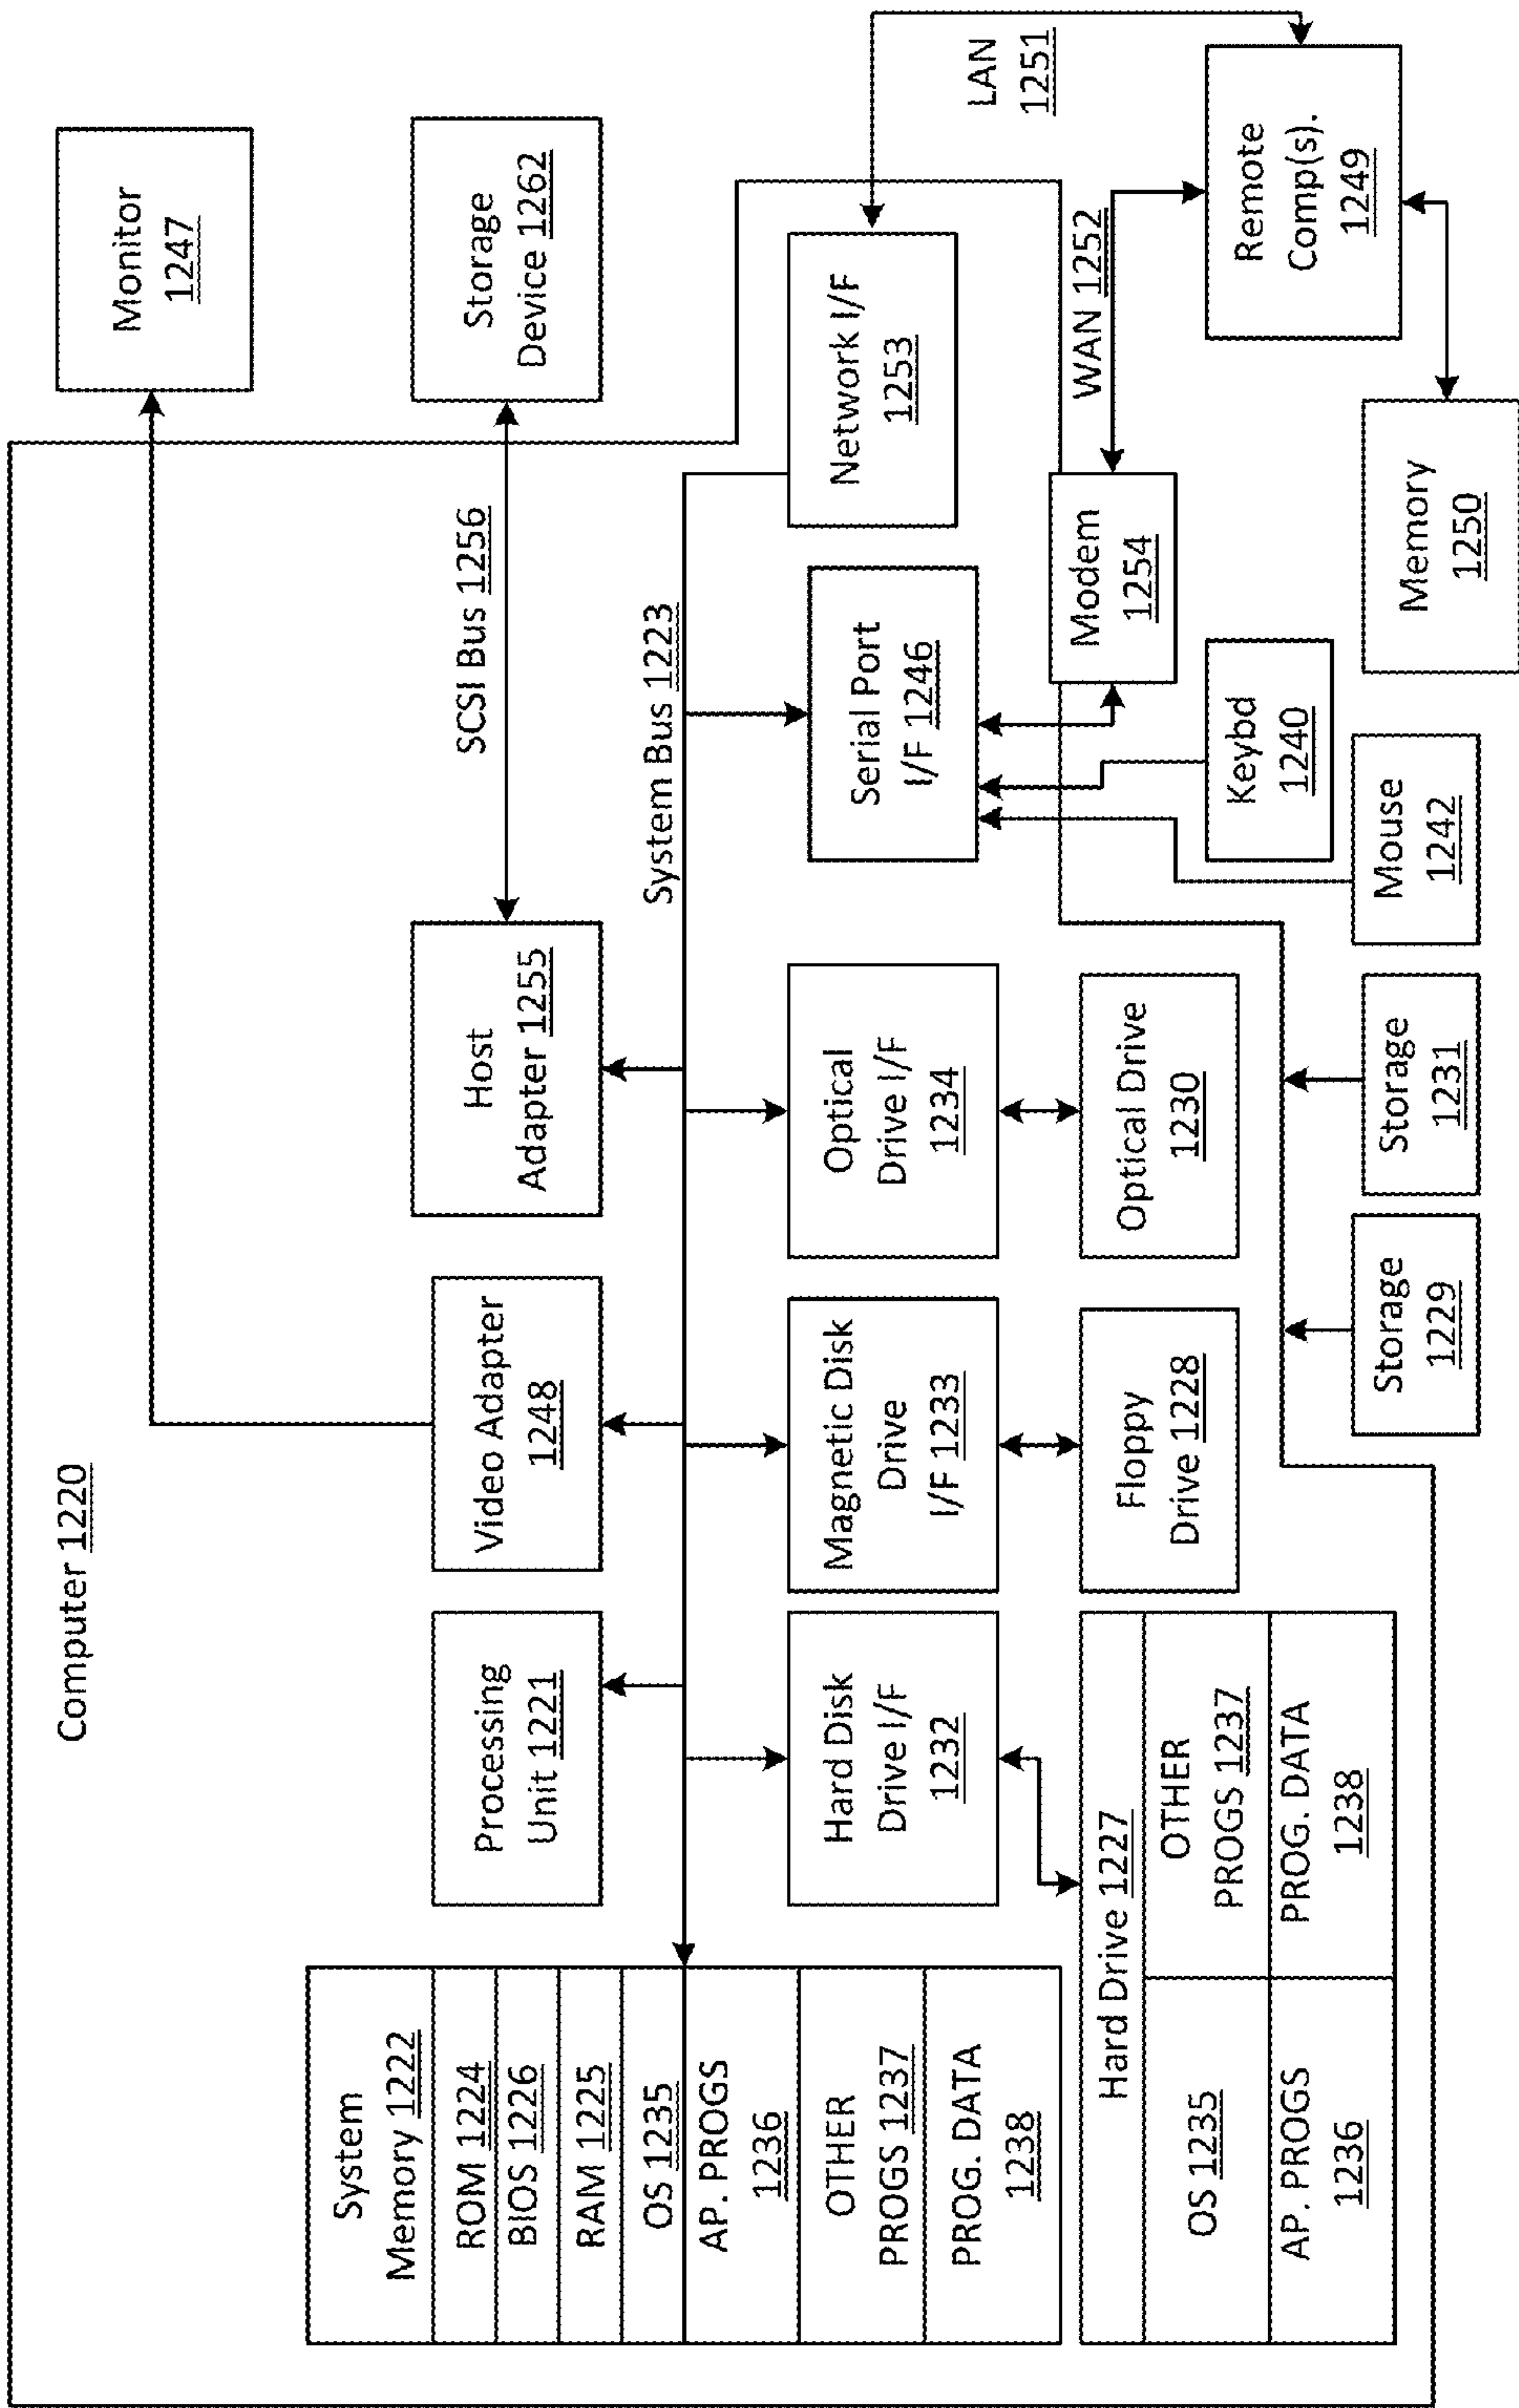 Computer 1220
Monitor
1247
System
Memory 1222
ROM 1224
BIOS 1226
RAM 1225
OS 1235
AP. PROGS
1236
OTHER
PROGS 1237
PROG. DATA
1238
Processing
Unit 1221
Video Adapter
1248
Host
Adapter 1255
SCSI Bus 1256
Storage
Device 1262
System Bus 1223
Hard Disk
Drive I/F
1232
Magnetic Disk
Drive
I/F 1233
Optical
Drive I/F
1234
Serial Port
I/F 1246
Network I/F
1253
LAN
1251
Hard Drive 1227
OS 1235
OTHER
PROGS 1237
AP. PROGS
1236
PROG. DATA
1238
Floppy
Drive 1228
Optical Drive
1230
Modem
1254
WAN 1252
Keybd
1240
Remote
Comp(s).
1249
Storage
1229
Storage
1231
Mouse
1242
Memory
1250